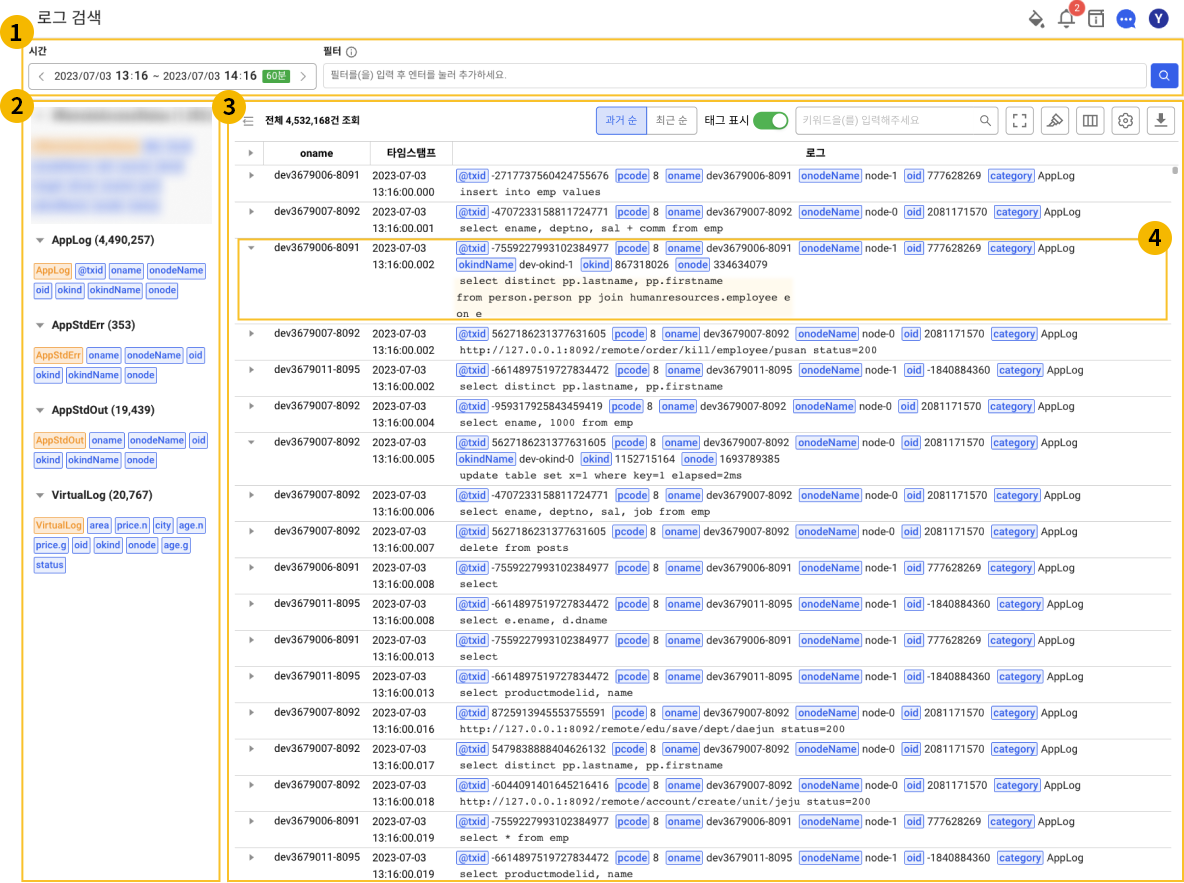 로그 검색
2
Y
1
시간
필터
2023/07/03 13:16 ~ 2023/07/03 14:16 60분
필터를(을) 입력 후 엔터를 눌러 추가하세요.
2
3
전체 4,532,168건 조회
과거 순 최근 순 태그 표시 키워드을(를) 입력해주세요
AppLog (4,490,257)
AppLog @txid oname onodeName
oid okind okindName onode
AppStdErr (353)
AppStdErr oname onodeName oid
okind okindName onode
AppStdOut (19,439)
AppStdOut oname onodeName oid
okind okindName onode
VirtualLog (20,767)
VirtualLog area price.n city age.n
price.g oid okind onode age.g
status
oname 타임스탬프 로그
dev3679006-8091 2023-07-03 @txid -2717737560424755676 pcode 8 oname dev3679006-8091 onodeName node-1 oid 777628269 category AppLog
13:16:00.000 insert into emp values
dev3679007-8092 2023-07-03 @txid -4707233158811724771 pcode 8 oname dev3679007-8092 onodeName node-0 oid 2081171570 category AppLog
13:16:00.001 select ename, deptno, sal + comm from emp
4
dev3679006-8091 2023-07-03 @txid -7559227993102384977 pcode 8 oname dev3679006-8091 onodeName node-1 oid 777628269 category AppLog
13:16:00.002 okindName dev-okind-1 okind 867318026 onode 334634079
select distinct pp.lastname, pp.firstname
from person.person pp join humanresources.employee e
on e
dev3679007-8092 2023-07-03 @txid 5627186231377631605 pcode 8 oname dev3679007-8092 onodeName node-0 oid 2081171570 category AppLog
13:16:00.002 http://127.0.0.1:8092/remote/order/kill/employee/pusan status=200
dev3679011-8095 2023-07-03 @txid -6614897519727834472 pcode 8 oname dev3679011-8095 onodeName node-1 oid -1840884360 category AppLog
13:16:00.002 select distinct pp.lastname, pp.firstname
dev3679007-8092 2023-07-03 @txid -959317925843459419 pcode 8 oname dev3679007-8092 onodeName node-0 oid 2081171570 category AppLog
13:16:00.004 select ename, 1000 from emp
dev3679007-8092 2023-07-03 @txid 5627186231377631605 pcode 8 oname dev3679007-8092 onodeName node-0 oid 2081171570 category AppLog
13:16:00.005 okindName dev-okind-0 okind 1152715164 onode 1693789385
update table set x=1 where key=1 elapsed=2ms
dev3679007-8092 2023-07-03 @txid -4707233158811724771 pcode 8 oname dev3679007-8092 onodeName node-0 oid 2081171570 category AppLog
13:16:00.006 select ename, deptno, sal, job from emp
dev3679007-8092 2023-07-03 @txid 5627186231377631605 pcode 8 oname dev3679007-8092 onodeName node-0 oid 2081171570 category AppLog
13:16:00.007 delete from posts
dev3679006-8091 2023-07-03 @txid -7559227993102384977 pcode 8 oname dev3679006-8091 onodeName node-1 oid 777628269 category AppLog
13:16:00.008 select
dev3679011-8095 2023-07-03 @txid -6614897519727834472 pcode 8 oname dev3679011-8095 onodeName node-1 oid -1840884360 category AppLog
13:16:00.008 select e.ename, d.dname
dev3679006-8091 2023-07-03 @txid -7559227993102384977 pcode 8 oname dev3679006-8091 onodeName node-1 oid 777628269 category AppLog
13:16:00.013 select
dev3679011-8095 2023-07-03 @txid -6614897519727834472 pcode 8 oname dev3679011-8095 onodeName node-1 oid -1840884360 category AppLog
13:16:00.013 select productmodelid, name
dev3679007-8092 2023-07-03 @txid 8725913945553755591 pcode 8 oname dev3679007-8092 onodeName node-0 oid 2081171570 category AppLog
13:16:00.016 http://127.0.0.1:8092/remote/edu/save/dept/daejun status=200
dev3679007-8092 2023-07-03 @txid 5479838888404626132 pcode 8 oname dev3679007-8092 onodeName node-0 oid 2081171570 category AppLog
13:16:00.017 select distinct pp.lastname, pp.firstname
dev3679007-8092 2023-07-03 @txid -6044091401645216416 pcode 8 oname dev3679007-8092 onodeName node-0 oid 2081171570 category AppLog
13:16:00.018 http://127.0.0.1:8092/remote/account/create/unit/jeju status=200
dev3679006-8091 2023-07-03 @txid -7559227993102384977 pcode 8 oname dev3679006-8091 onodeName node-1 oid 777628269 category AppLog
13:16:00.019 select * from emp
dev3679011-8095 2023-07-03 @txid -6614897519727834472 pcode 8 oname dev3679011-8095 onodeName node-1 oid -1840884360 category AppLog
13:16:00.019 select productmodelid, name